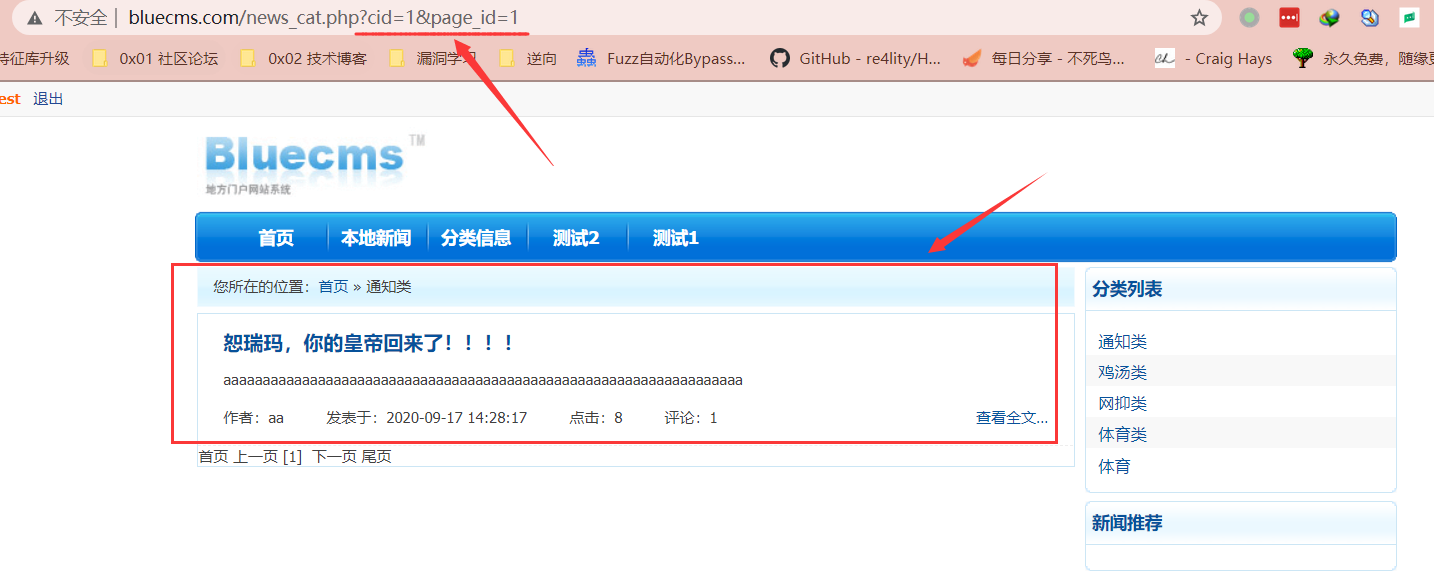 不安全 bluecms.com/news_cat.php?cid=1&page_id=1
特征库升级 0x01 社区论坛 0x02 技术博客 漏洞学习 逆向 Fuzz自动化Bypass... GitHub - re4lity/H... 每日分享 - 不死鸟... - Craig Hays 永久免费，随缘更
est 退出
Bluecms TM
地方门户网站系统
首页 本地新闻 分类信息 测试2 测试1
您所在的位置：首页 » 通知类
恕瑞玛，你的皇帝回来了！！！！
aaaaaaaaaaaaaaaaaaaaaaaaaaaaaaaaaaaaaaaaaaaaaaaaaaaaaaaaaaaaaaaaa
作者：aa 发表于：2020-09-17 14:28:17 点击：8 评论：1 查看全文...
首页 上一页 [1] 下一页 尾页
分类列表
通知类
鸡汤类
网抑类
体育类
体育
新闻推荐